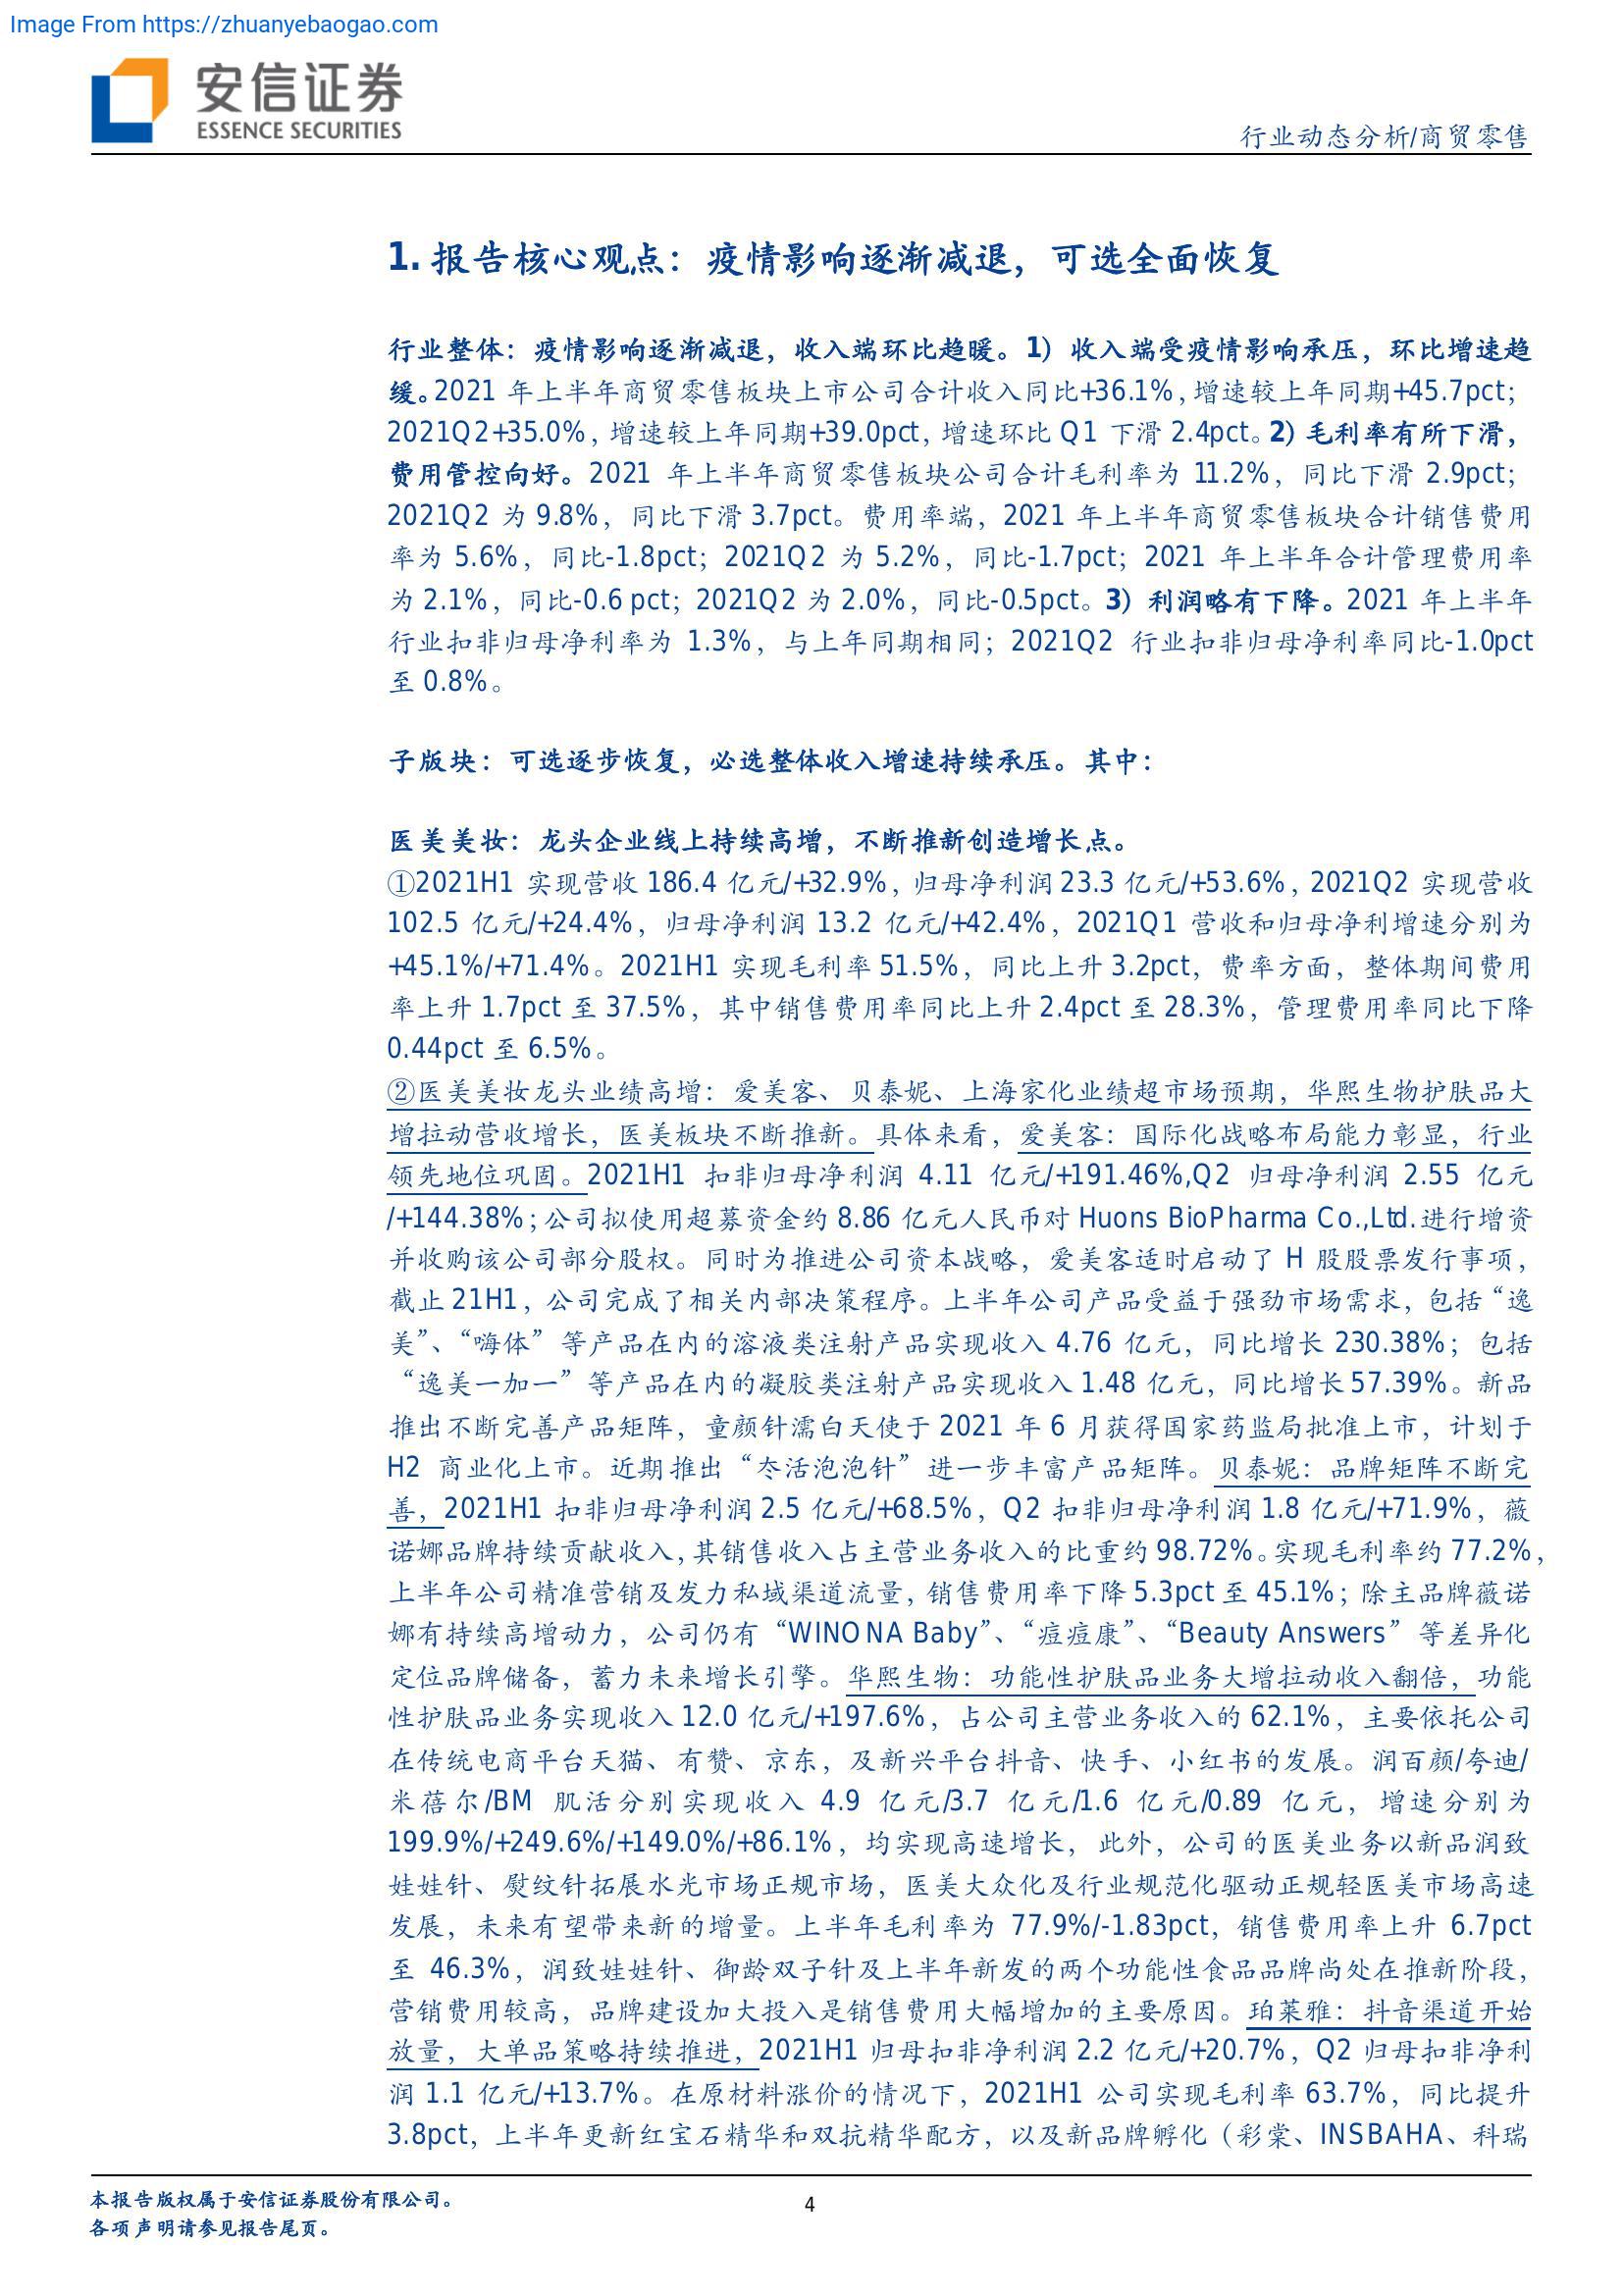 Image From https://zhuanyebaogao.com
安信证券
ESSENCE SECURITIES
行业动态分析/商贸零售
1. 报告核心观点：疫情影响逐渐减退，可选全面恢复
行业整体：疫情影响逐渐减退，收入端环比趋暖。1）收入端受疫情影响承压，环比增速趋
缓。2021 年上半年商贸零售板块上市公司合计收入同比+36.1%，增速较上年同期+45.7pct；
2021Q2+35.0%，增速较上年同期+39.0pct，增速环比 Q1 下滑 2.4pct。2）毛利率有所下滑，
费用管控向好。2021 年上半年商贸零售板块公司合计毛利率为 11.2%，同比下滑 2.9pct；
2021Q2 为 9.8%，同比下滑 3.7pct。费用率端，2021 年上半年商贸零售板块合计销售费用
率为 5.6%，同比-1.8pct；2021Q2 为 5.2%，同比-1.7pct；2021 年上半年合计管理费用率
为 2.1%，同比-0.6 pct；2021Q2 为 2.0%，同比-0.5pct。3）利润略有下降。2021 年上半年
行业扣非归母净利率为 1.3%，与上年同期相同；2021Q2 行业扣非归母净利率同比-1.0pct
至 0.8%。
子版块：可选逐步恢复，必选整体收入增速持续承压。其中：
医美美妆：龙头企业线上持续高增，不断推新创造增长点。
①2021H1 实现营收 186.4 亿元/+32.9%，归母净利润 23.3 亿元/+53.6%，2021Q2 实现营收
102.5 亿元/+24.4%，归母净利润 13.2 亿元/+42.4%，2021Q1 营收和归母净利增速分别为
+45.1%/+71.4%。2021H1 实现毛利率 51.5%，同比上升 3.2pct，费率方面，整体期间费用
率上升 1.7pct 至 37.5%，其中销售费用率同比上升 2.4pct 至 28.3%，管理费用率同比下降
0.44pct 至 6.5%。
②医美美妆龙头业绩高增：爱美客、贝泰妮、上海家化业绩超市场预期，华熙生物护肤品大
增拉动营收增长，医美板块不断推新。具体来看，爱美客：国际化战略布局能力彰显，行业
领先地位巩固。2021H1 扣非归母净利润 4.11 亿元/+191.46%,Q2 归母净利润 2.55 亿元
/+144.38%；公司拟使用超募资金约 8.86 亿元人民币对 Huons BioPharma Co.,Ltd.进行增资
并收购该公司部分股权。同时为推进公司资本战略，爱美客适时启动了 H 股股票发行事项，
截止 21H1，公司完成了相关内部决策程序。上半年公司产品受益于强劲市场需求，包括“逸
美”、“嗨体”等产品在内的溶液类注射产品实现收入 4.76 亿元，同比增长 230.38%；包括
“逸美一加一”等产品在内的凝胶类注射产品实现收入 1.48 亿元，同比增长 57.39%。新品
推出不断完善产品矩阵，童颜针濡白天使于 2021 年 6 月获得国家药监局批准上市，计划于
H2 商业化上市。近期推出“冭活泡泡针”进一步丰富产品矩阵。贝泰妮：品牌矩阵不断完
善，2021H1 扣非归母净利润 2.5 亿元/+68.5%，Q2 扣非归母净利润 1.8 亿元/+71.9%，薇
诺娜品牌持续贡献收入，其销售收入占主营业务收入的比重约 98.72%。实现毛利率约 77.2%，
上半年公司精准营销及发力私域渠道流量，销售费用率下降 5.3pct 至 45.1%；除主品牌薇诺
娜有持续高增动力，公司仍有“WINONA Baby”、“痘痘康”、“Beauty Answers”等差异化
定位品牌储备，蓄力未来增长引擎。华熙生物：功能性护肤品业务大增拉动收入翻倍，功能
性护肤品业务实现收入 12.0 亿元/+197.6%，占公司主营业务收入的 62.1%，主要依托公司
在传统电商平台天猫、有赞、京东，及新兴平台抖音、快手、小红书的发展。润百颜/夸迪/
米蓓尔/BM 肌活分别实现收入 4.9 亿元/3.7 亿元/1.6 亿元/0.89 亿元，增速分别为
199.9%/+249.6%/+149.0%/+86.1%，均实现高速增长，此外，公司的医美业务以新品润致
娃娃针、熨纹针拓展水光市场正规市场，医美大众化及行业规范化驱动正规轻医美市场高速
发展，未来有望带来新的增量。上半年毛利率为 77.9%/-1.83pct，销售费用率上升 6.7pct
至 46.3%，润致娃娃针、御龄双子针及上半年新发的两个功能性食品品牌尚处在推新阶段，
营销费用较高，品牌建设加大投入是销售费用大幅增加的主要原因。珀莱雅：抖音渠道开始
放量，大单品策略持续推进，2021H1 归母扣非净利润 2.2 亿元/+20.7%，Q2 归母扣非净利
润 1.1 亿元/+13.7%。在原材料涨价的情况下，2021H1 公司实现毛利率 63.7%，同比提升
3.8pct，上半年更新红宝石精华和双抗精华配方，以及新品牌孵化（彩棠、INSBAHA、科瑞
本报告版权属于安信证券股份有限公司。
各项声明请参见报告尾页。
4